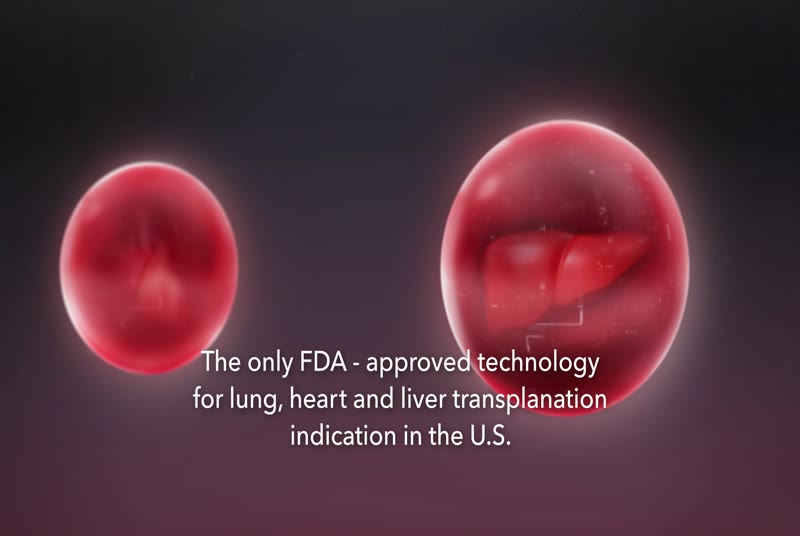 The only FDA - approved technology
for lung, heart and liver transplanation
indication in the U.S.